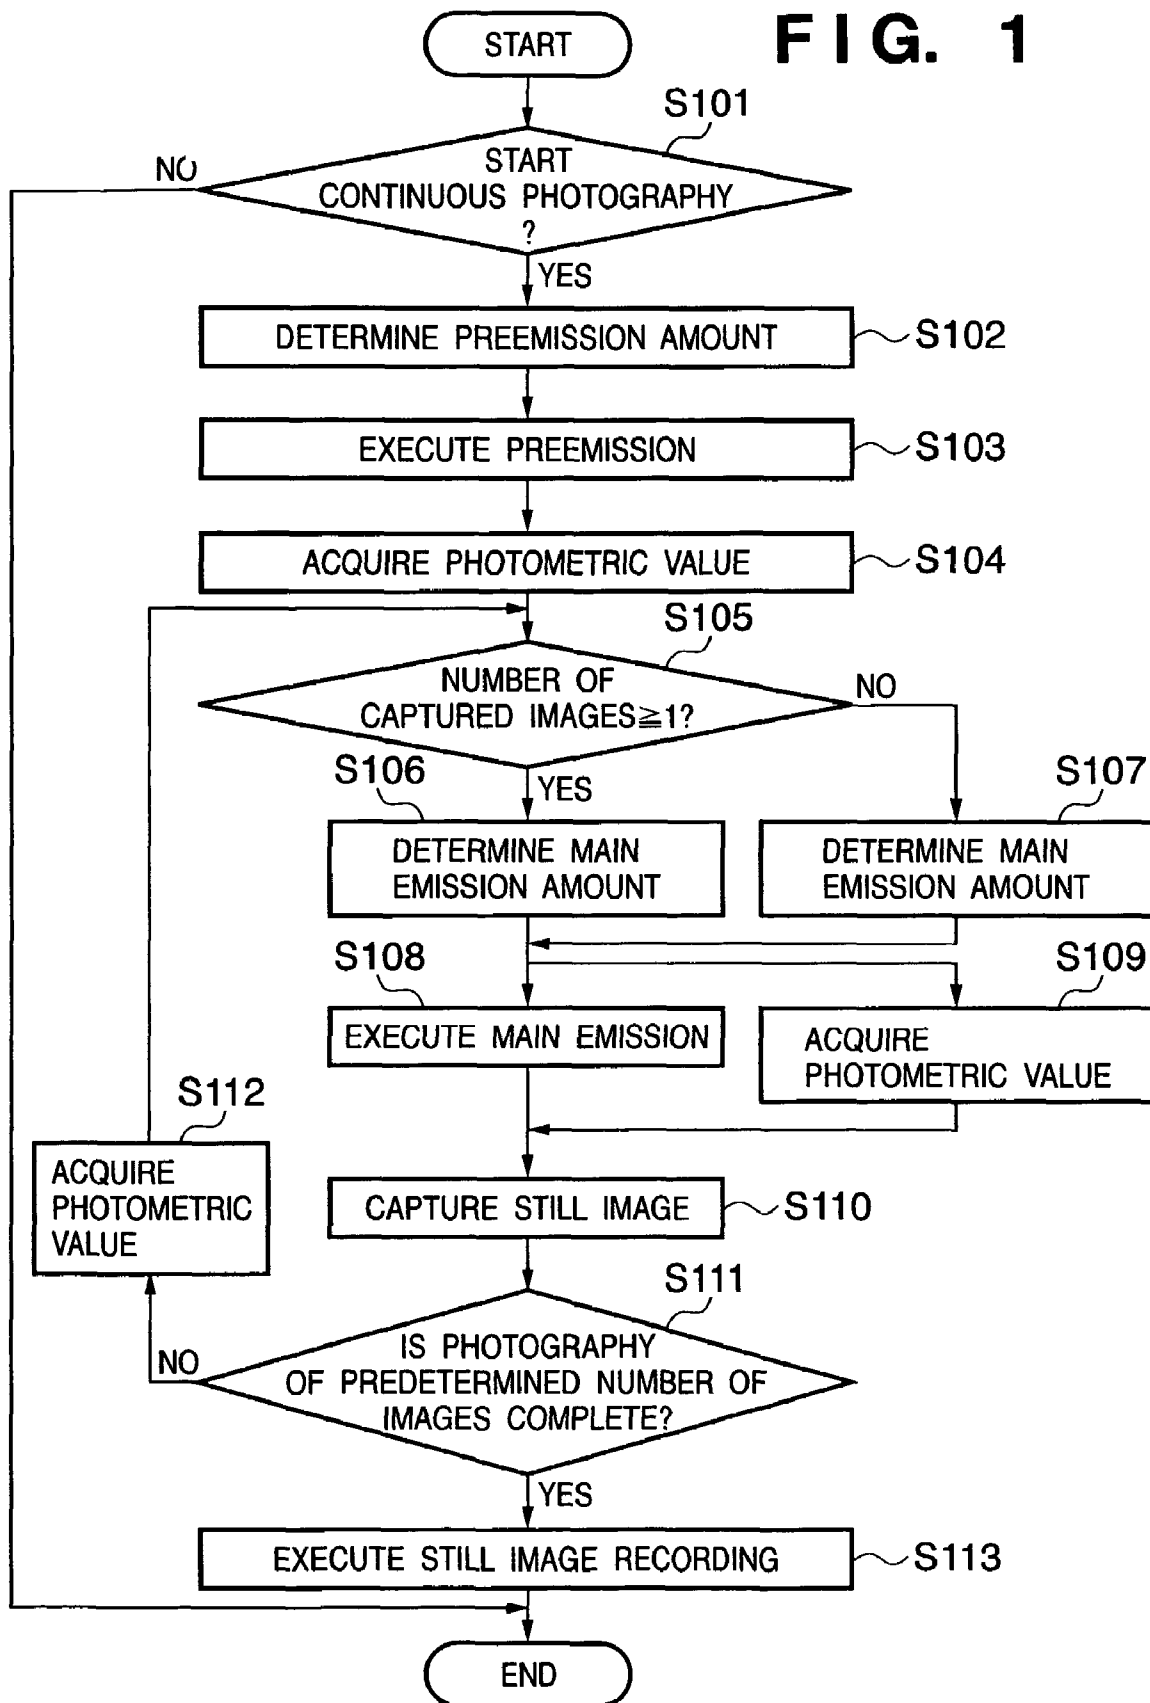 FIG. 1
START
S101
START
CONTINUOUS PHOTOGRAPHY
?
NO
YES
DETERMINE PREEMISSION AMOUNT
S102
EXECUTE PREEMISSION
S103
ACQUIRE PHOTOMETRIC VALUE
S104
S105
NUMBER OF
CAPTURED IMAGES≧1?
NO
YES
S106
DETERMINE MAIN
EMISSION AMOUNT
S107
DETERMINE MAIN
EMISSION AMOUNT
S108
EXECUTE MAIN EMISSION
S109
ACQUIRE
PHOTOMETRIC VALUE
S112
ACQUIRE
PHOTOMETRIC
VALUE
CAPTURE STILL IMAGE
S110
S111
IS PHOTOGRAPHY
OF PREDETERMINED NUMBER OF
IMAGES COMPLETE?
NO
YES
EXECUTE STILL IMAGE RECORDING
S113
END